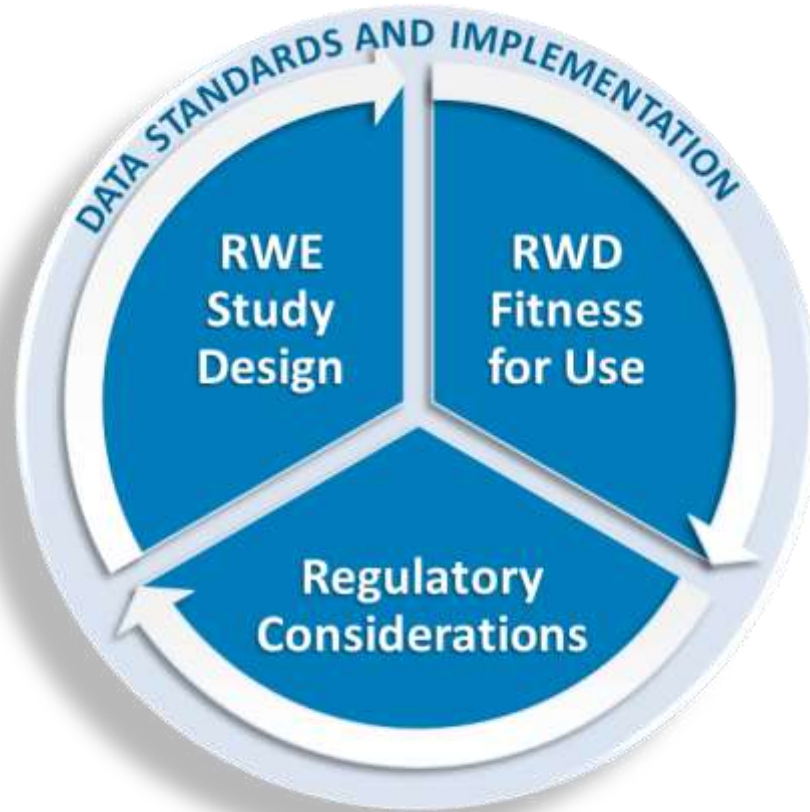 DATA STANDARDS AND IMPLEMENTATION
RWE
Study
Design
RWD
Fitness
for Use
Regulatory
Considerations